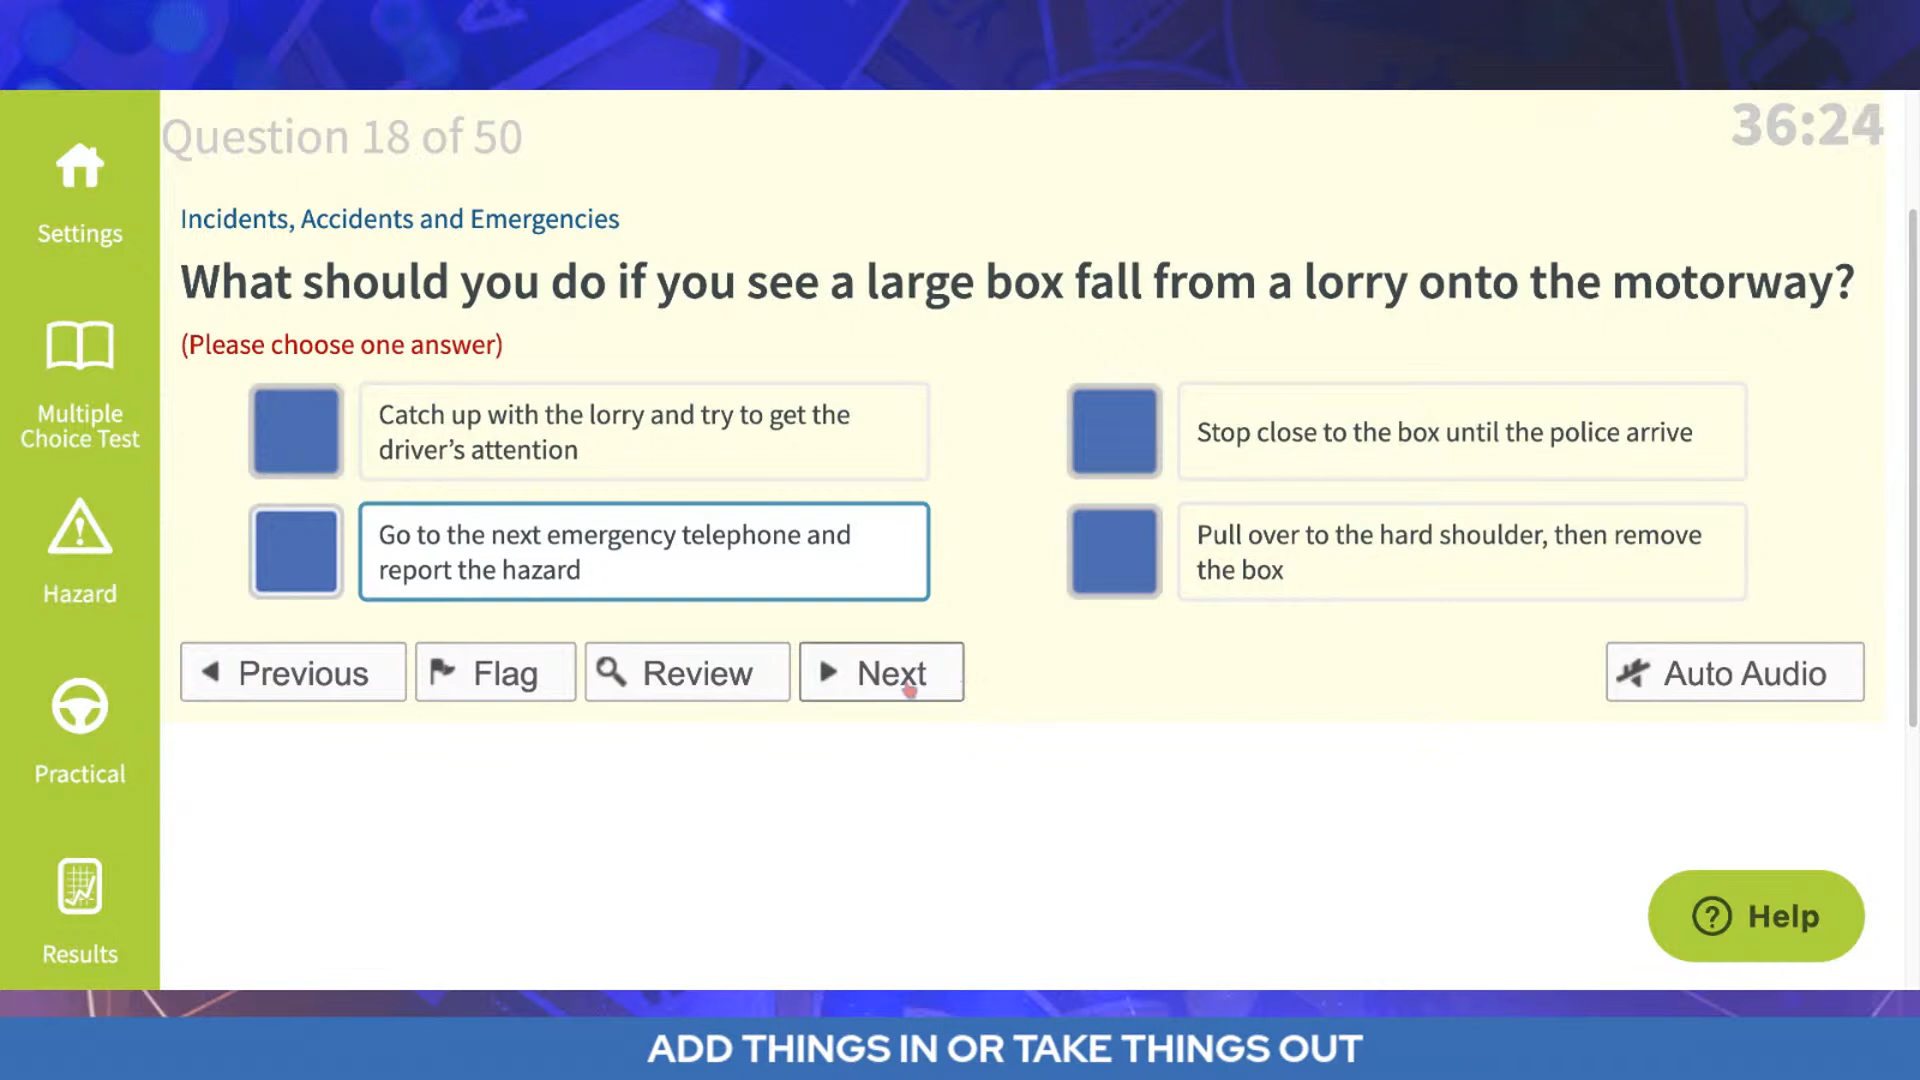 Question 18 of 50
36:24
Settings
Multiple
Choice Test
Hazard
Practical
Results
Incidents, Accidents and Emergencies
What should you do if you see a large box fall from a lorry onto the motorway?
(Please choose one answer)
Catch up with the lorry and try to get the
driver’s attention
Stop close to the box until the police arrive
Go to the next emergency telephone and
report the hazard
Pull over to the hard shoulder, then remove
the box
Previous
Flag
Review
Next
Auto Audio
Help
ADD THINGS IN OR TAKE THINGS OUT